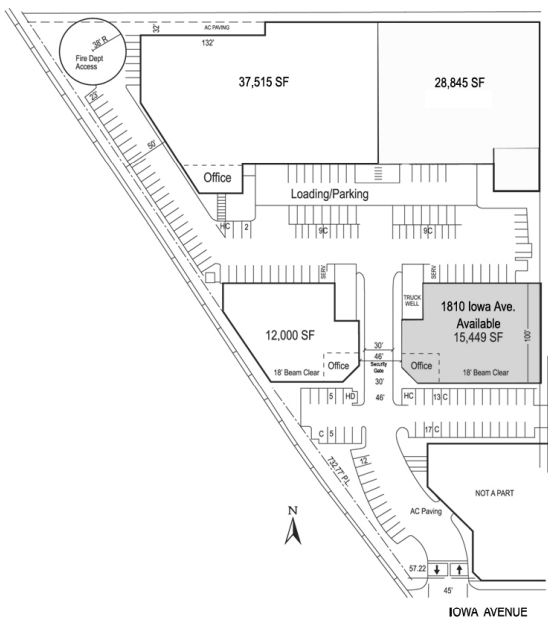 AC PAVING
32'
132'
38' R
Fire Dept
Access
37,515 SF
28,845 SF
23'
50'
Office
Loading/Parking
HC
2
9C
9C
SERV
SERV
TRUCK
WELL
1810 Iowa Ave.
Available
15,449 SF
100'
12,000 SF
30'
46'
Security
Gate
30'
46'
Office
Office
18' Beam Clear
18' Beam Clear
5
HD
HC
13 C
C
5
17 C
732.77 P.L.
12
NOT A PART
AC Paving
N
57.22
45'
IOWA AVENUE